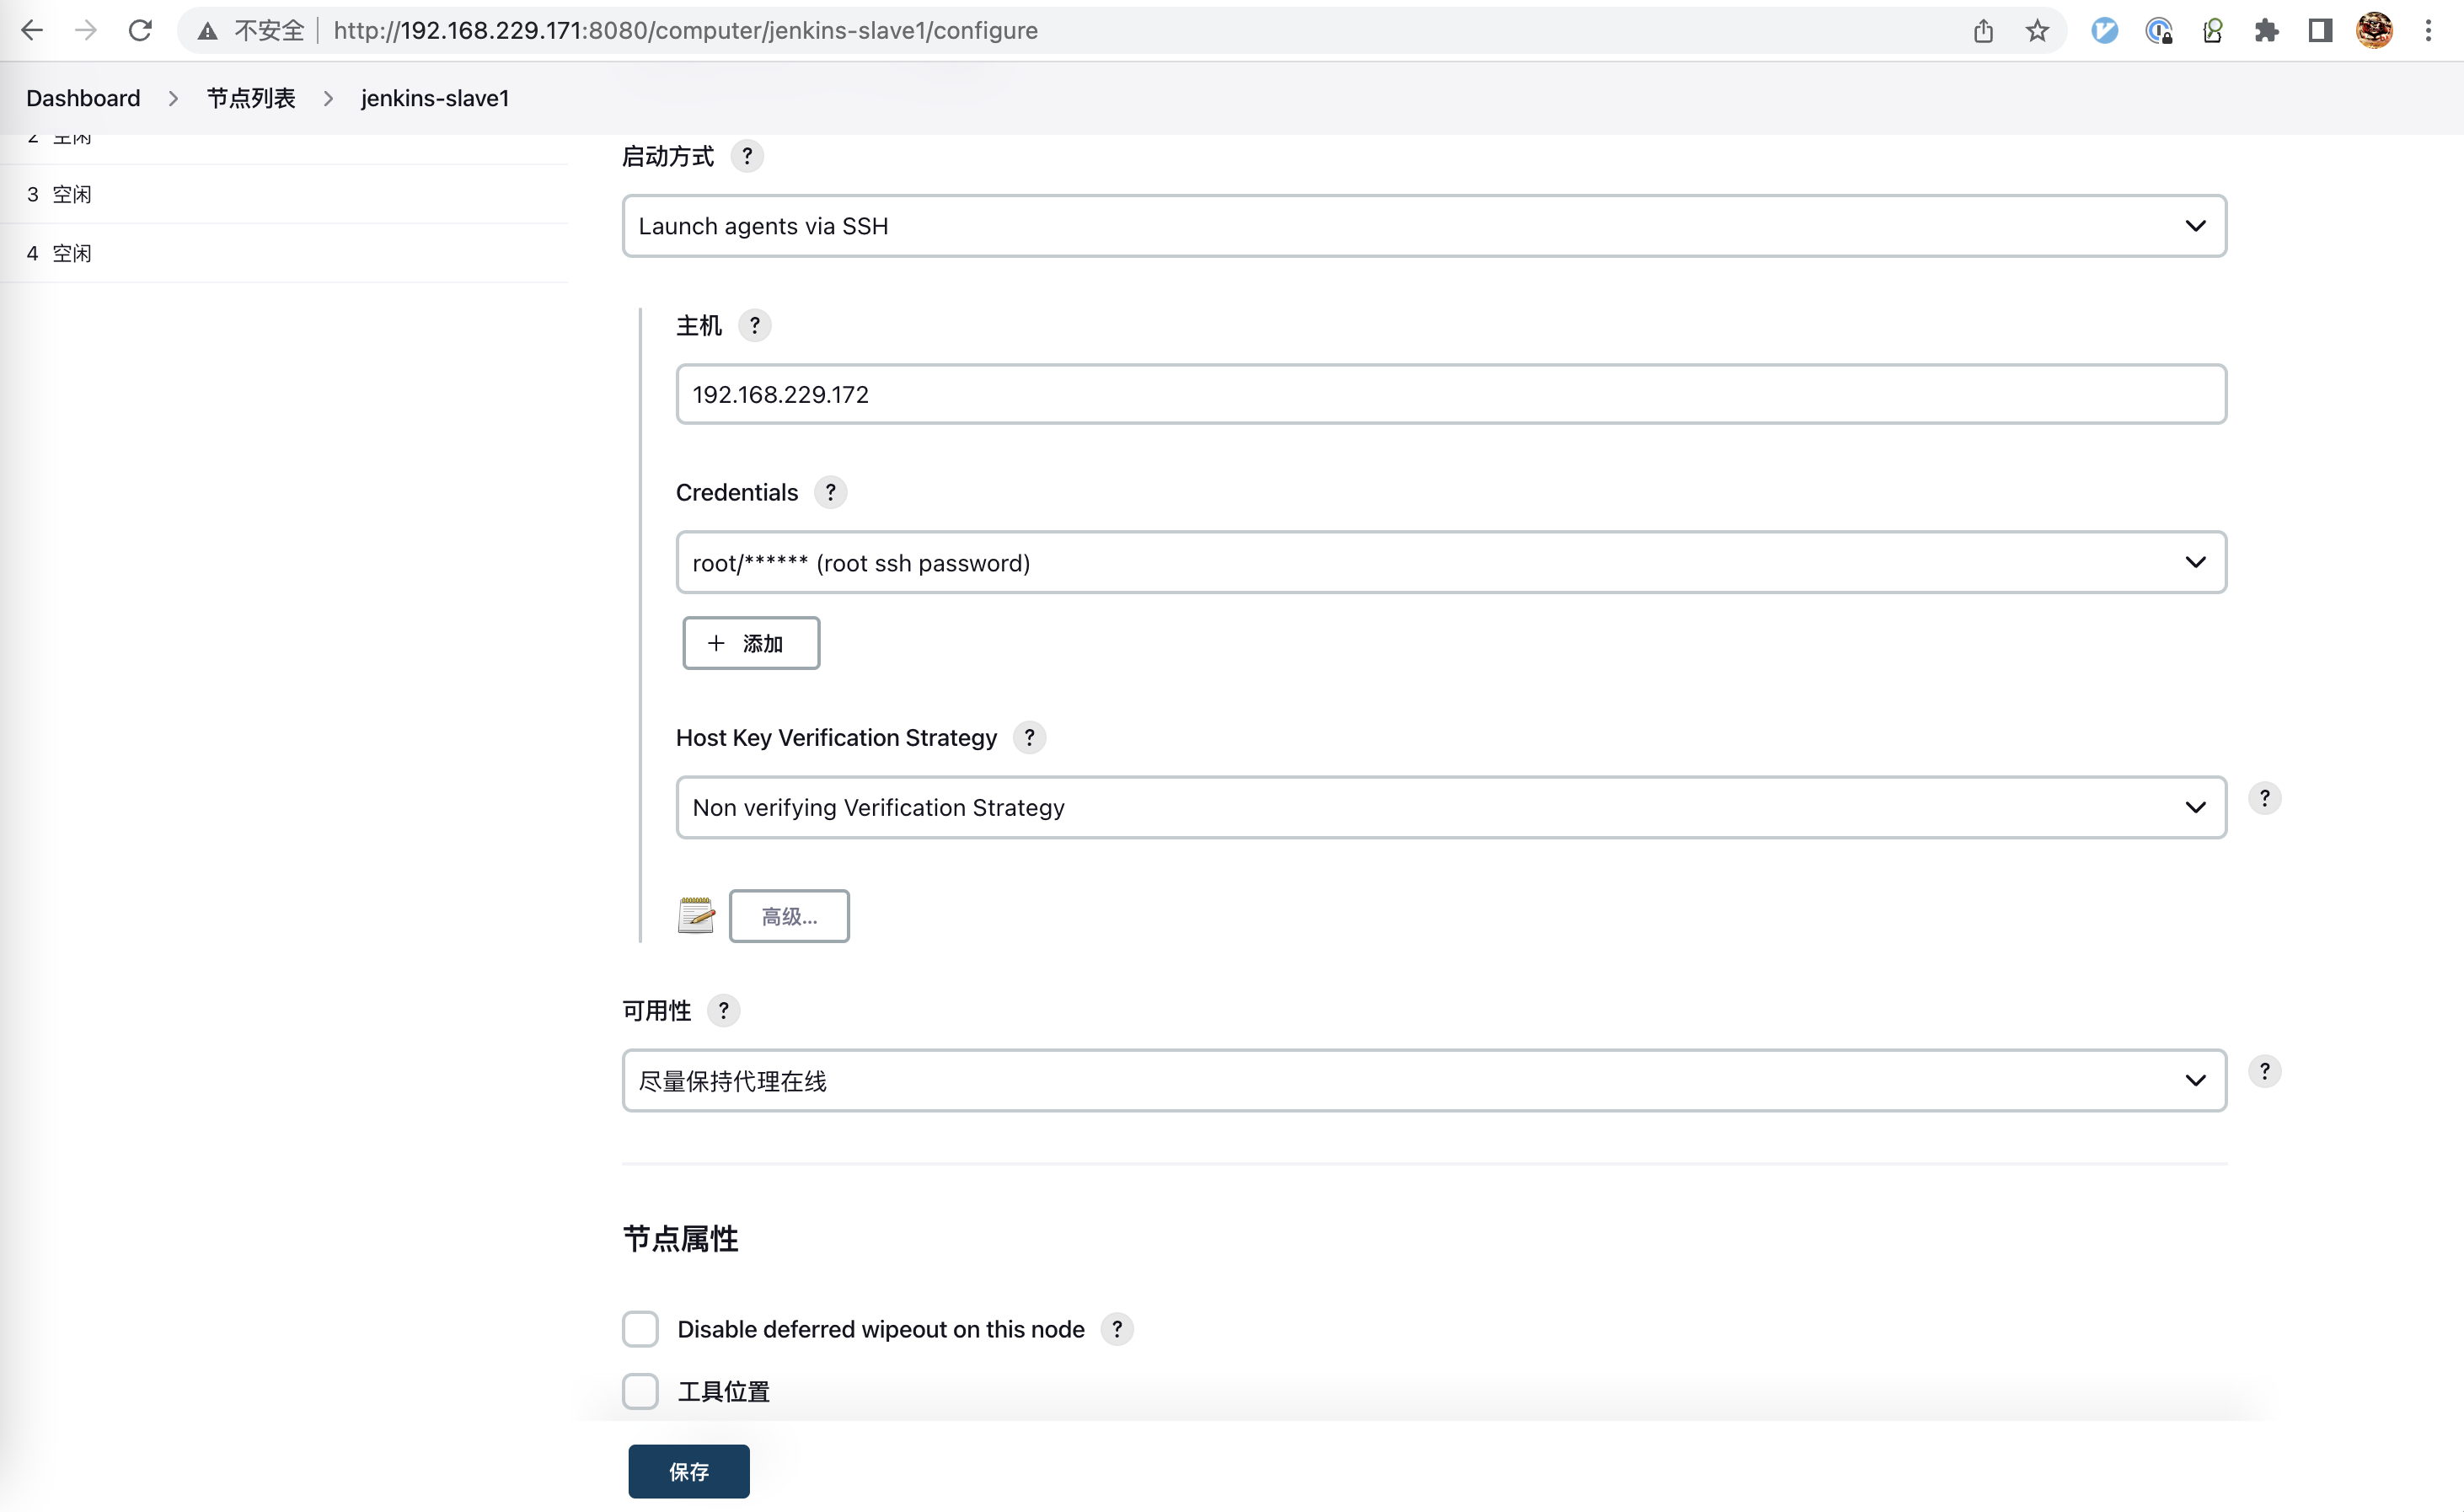 不安全 http://192.168.229.171:8080/computer/jenkins-slave1/configure
Dashboard 节点列表 jenkins-slave1
2 空闲
3 空闲
4 空闲
启动方式 ?
Launch agents via SSH
主机 ?
192.168.229.172
Credentials ?
root/****** (root ssh password)
+ 添加
Host Key Verification Strategy ?
Non verifying Verification Strategy ?
高级...
可用性 ?
尽量保持代理在线 ?
节点属性
Disable deferred wipeout on this node ?
工具位置
保存